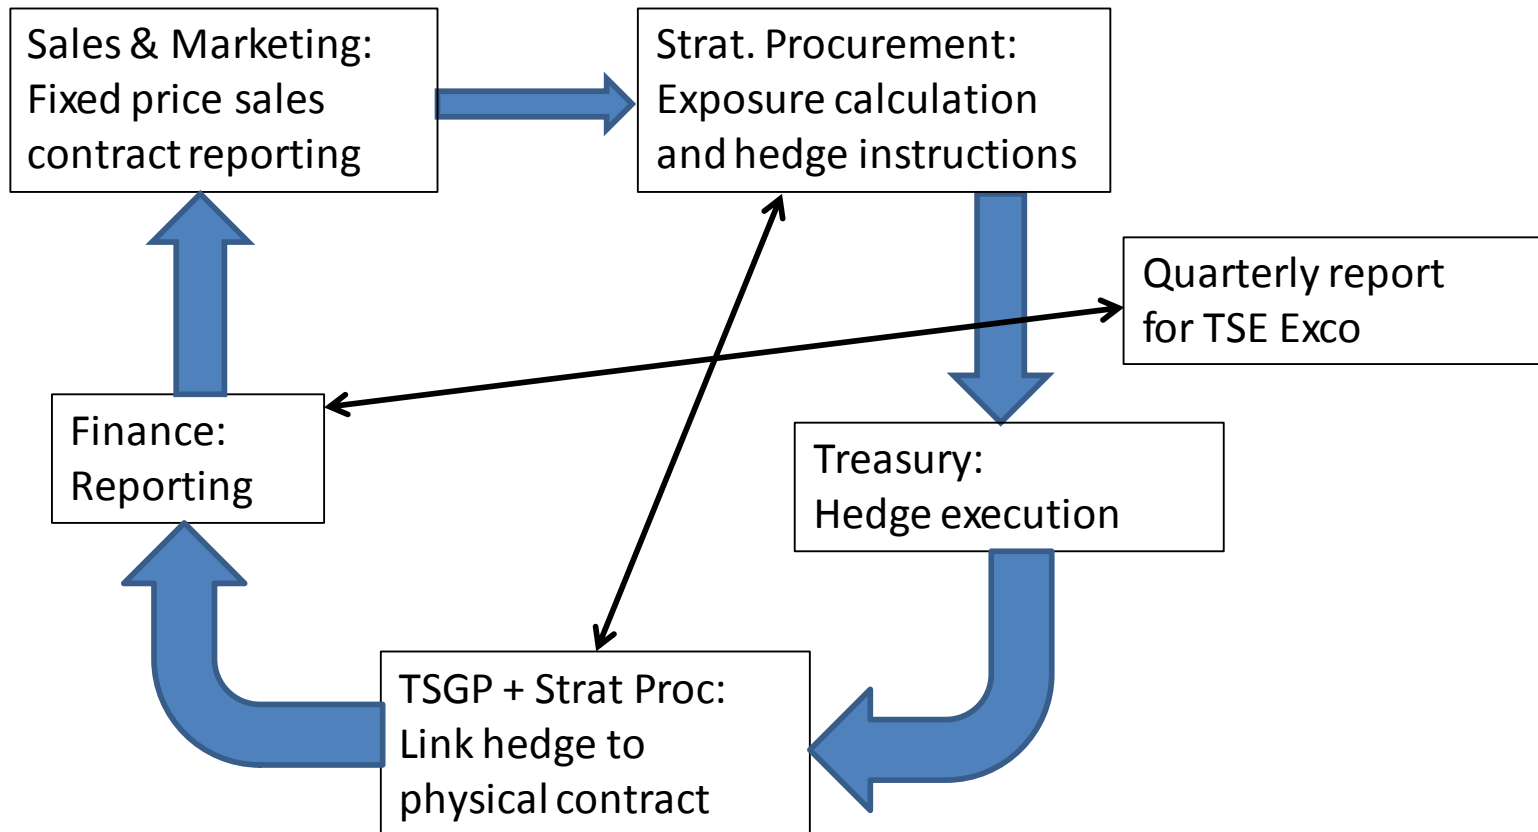 Sales & Marketing:
Fixed price sales
contract reporting
Strat. Procurement:
Exposure calculation
and hedge instructions
Quarterly report
for TSE Exco
Finance:
Reporting
Treasury:
Hedge execution
TSGP + Strat Proc:
Link hedge to
physical contract